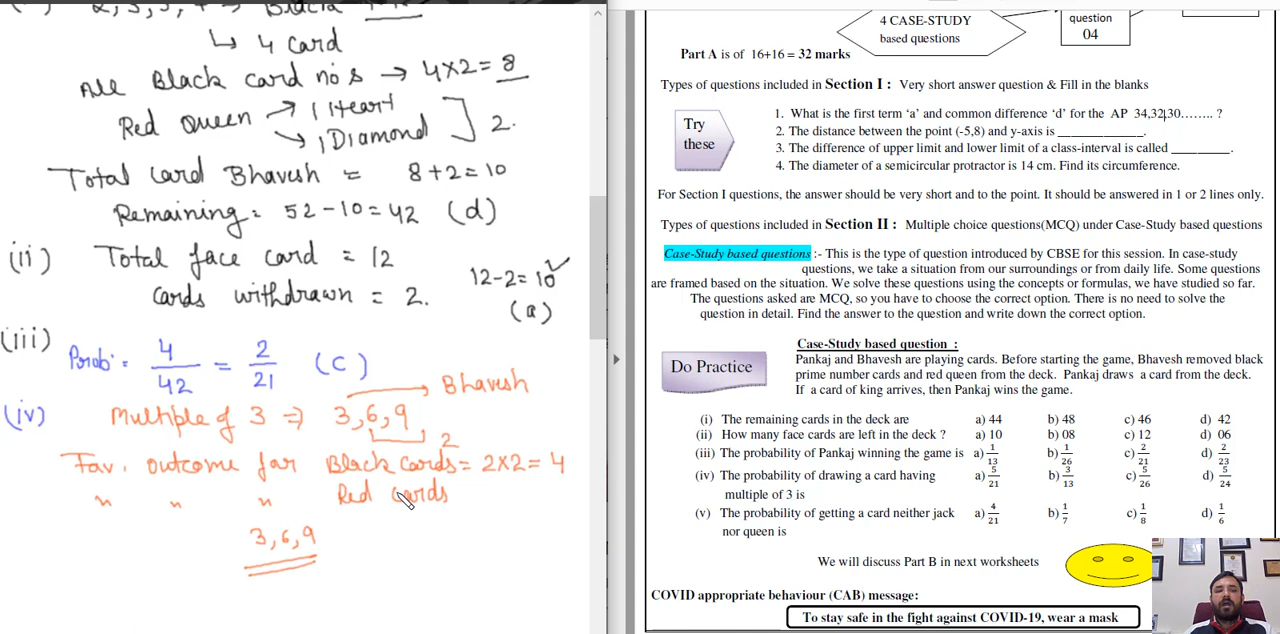 2, 3, 5, 7 → Black
↳ 4 card
All Black card no s → 4×2 = 8
Red Queen → 1 Heart
→ 1 Diamond ] 2.
Total Card Bhavesh = 8+2 = 10
Remaining = 52-10 = 42 (d)
(ii) Total face card = 12
cards withdrawn = 2.
12-2 = 10
(a)
(iii) Prob. = 4/42 = 2/21 (c)
→ Bhavesh
(iv) Multiple of 3 ⇒ 3, 6, 9
2
Fav. outcome for Black Cards = 2×2 = 4
" " " Red Cards
3, 6, 9
4 CASE-STUDY
based questions
question
04
Part A is of 16+16 = 32 marks
Types of questions included in Section I : Very short answer question & Fill in the blanks
Try
these
1. What is the first term ‘a’ and common difference ‘d’ for the AP 34,32,30…….. ?
2. The distance between the point (-5,8) and y-axis is ____________.
3. The difference of upper limit and lower limit of a class-interval is called ________.
4. The diameter of a semicircular protractor is 14 cm. Find its circumference.
For Section I questions, the answer should be very short and to the point. It should be answered in 1 or 2 lines only.
Types of questions included in Section II : Multiple choice questions(MCQ) under Case-Study based questions
Case-Study based questions :- This is the type of question introduced by CBSE for this session. In case-study
questions, we take a situation from our surroundings or from daily life. Some questions
are framed based on the situation. We solve these questions using the concepts or formulas, we have studied so far.
The questions asked are MCQ, so you have to choose the correct option. There is no need to solve the
question in detail. Find the answer to the question and write down the correct option.
Do Practice
Case-Study based question :
Pankaj and Bhavesh are playing cards. Before starting the game, Bhavesh removed black
prime number cards and red queen from the deck. Pankaj draws a card from the deck.
If a card of king arrives, then Pankaj wins the game.
(i) The remaining cards in the deck are a) 44 b) 48 c) 46 d) 42
(ii) How many face cards are left in the deck ? a) 10 b) 08 c) 12 d) 06
(iii) The probability of Pankaj winning the game is a) 1/13 b) 1/26 c) 2/21 d) 2/23
(iv) The probability of drawing a card having a) 5/21 b) 3/13 c) 5/26 d) 5/24
multiple of 3 is
(v) The probability of getting a card neither jack a) 4/21 b) 1/7 c) 1/8 d) 1/6
nor queen is
We will discuss Part B in next worksheets
COVID appropriate behaviour (CAB) message:
To stay safe in the fight against COVID-19, wear a mask